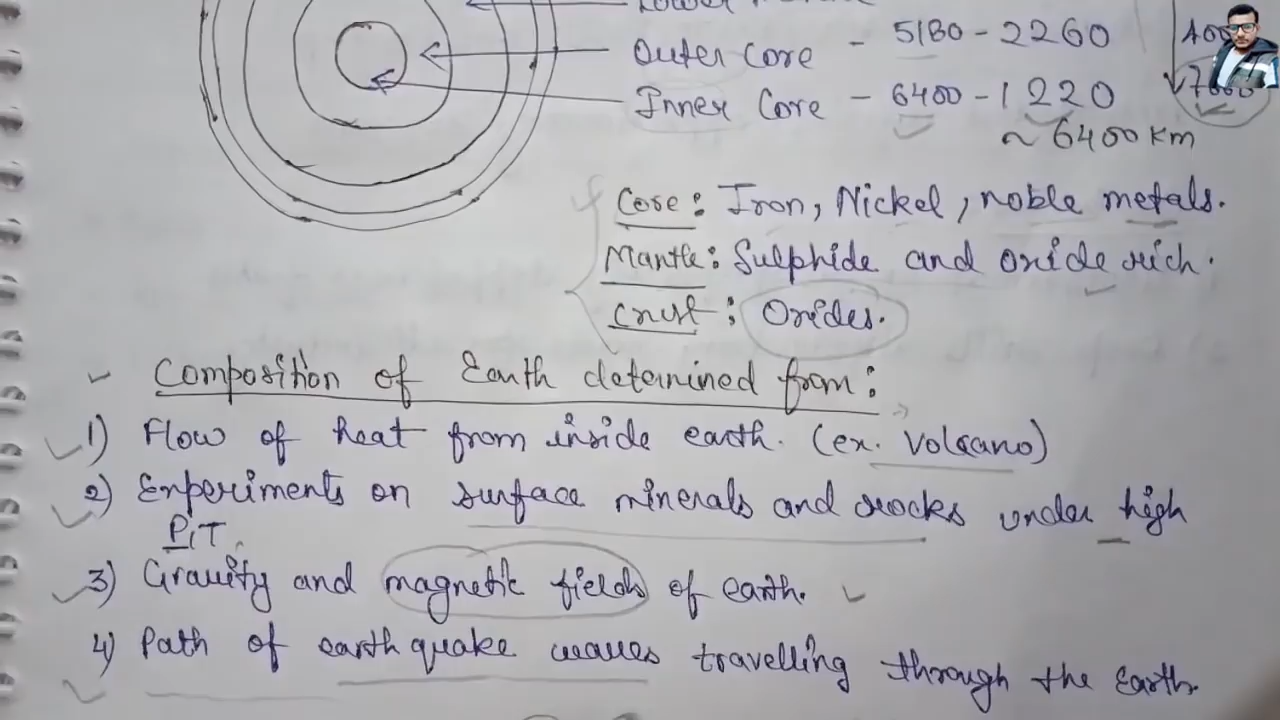 Outer Core - 5180 - 2260
Inner Core - 6400 - 1220
~ 6400 km
Core: Iron, Nickel, noble metals.
Mantle: Sulphide and oxide rich.
Crust: Oxides.
Composition of Earth determined from:
1) Flow of heat from inside earth. (ex. Volcano)
2) Experiments on surface minerals and rocks under high
P,T.
3) Gravity and magnetic fields of earth.
4) Path of earthquake waves travelling through the Earth.